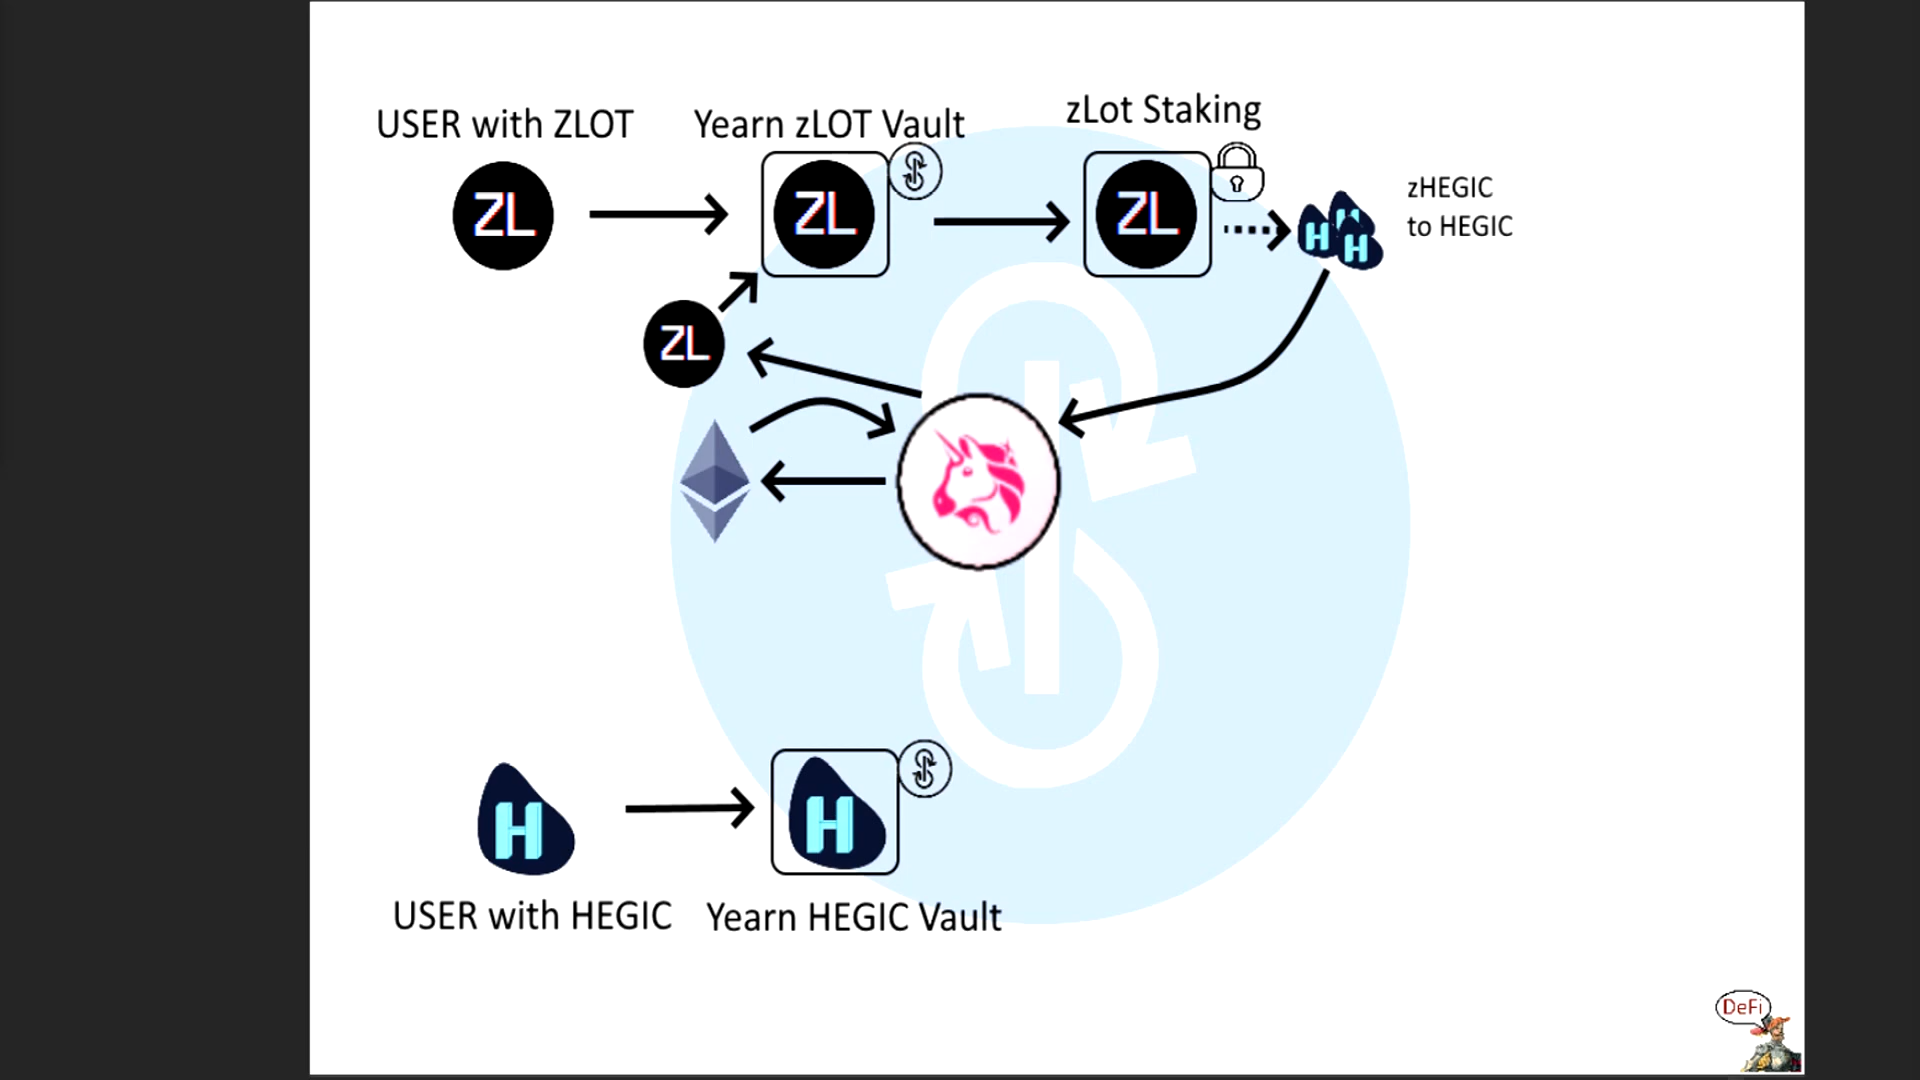 USER with ZLOT
Yearn zLOT Vault
zLot Staking
ZL
ZL
ZL
zHEGIC
to HEGIC
H
H
H
ZL
H
H
USER with HEGIC
Yearn HEGIC Vault
DeFi